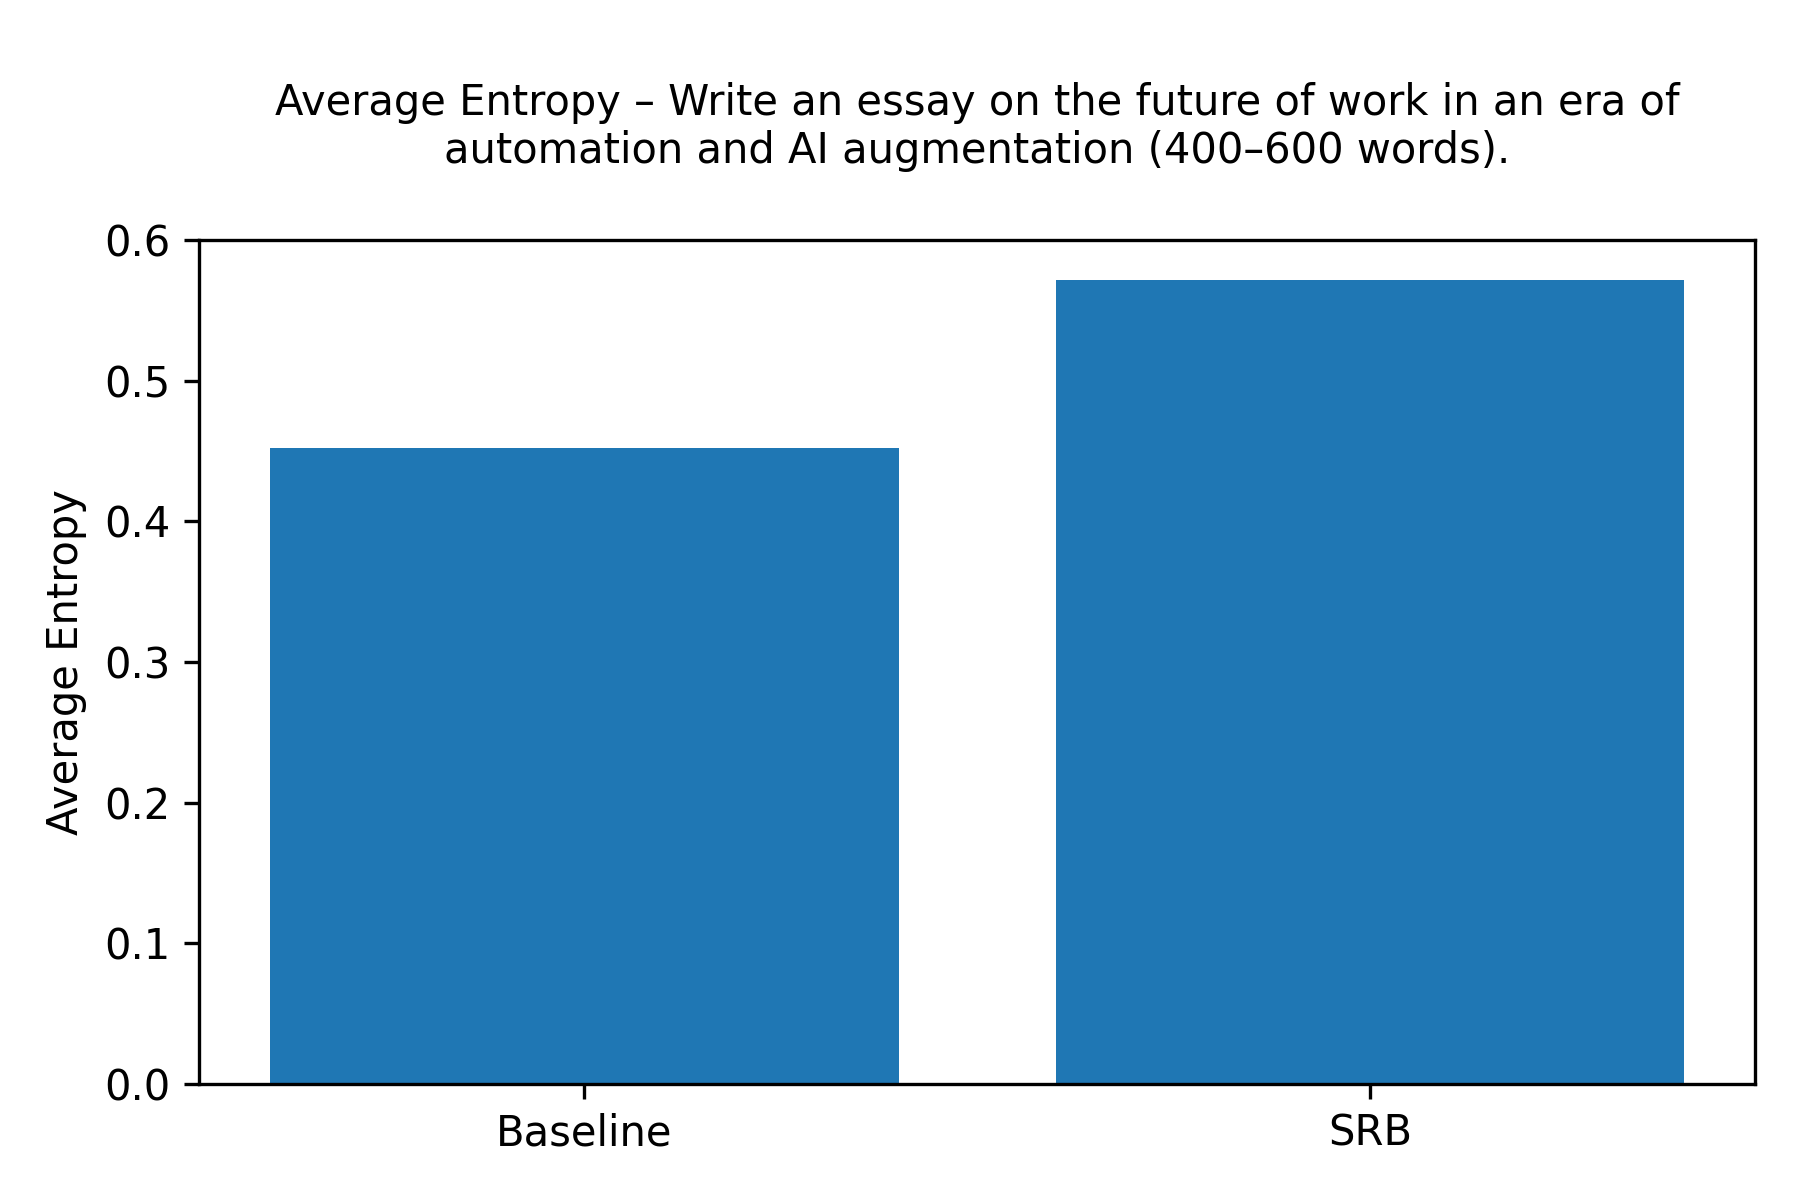 Average Entropy – Write an essay on the future of work in an era of
automation and AI augmentation (400–600 words).
0.6
0.5
0.4
0.3
0.2
0.1
0.0
Average Entropy
Baseline
SRB